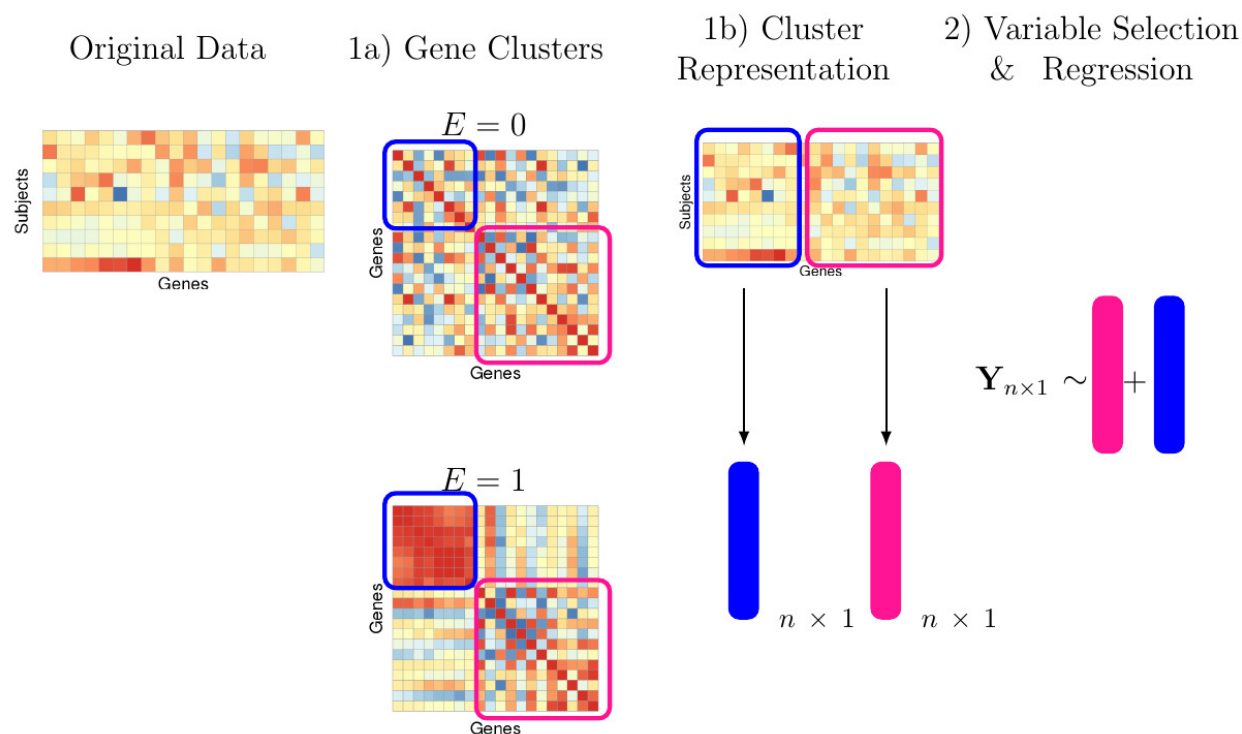 Original Data
1a) Gene Clusters
1b) Cluster
Representation
2) Variable Selection
& Regression
Subjects
Genes
E = 0
Genes
Genes
E = 1
Genes
Genes
Subjects
Genes
n × 1
n × 1
Y n×1 ~ +